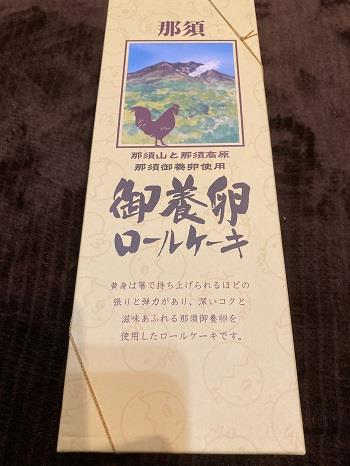 那須
那須山と那須高原
那須御養卵使用
御養卵
ロールケーキ
黄身は箸で持ち上げられるほどの
張りと弾力があり、深いコクと
滋味あふれる那須御養卵を
使用したロールケーキです。